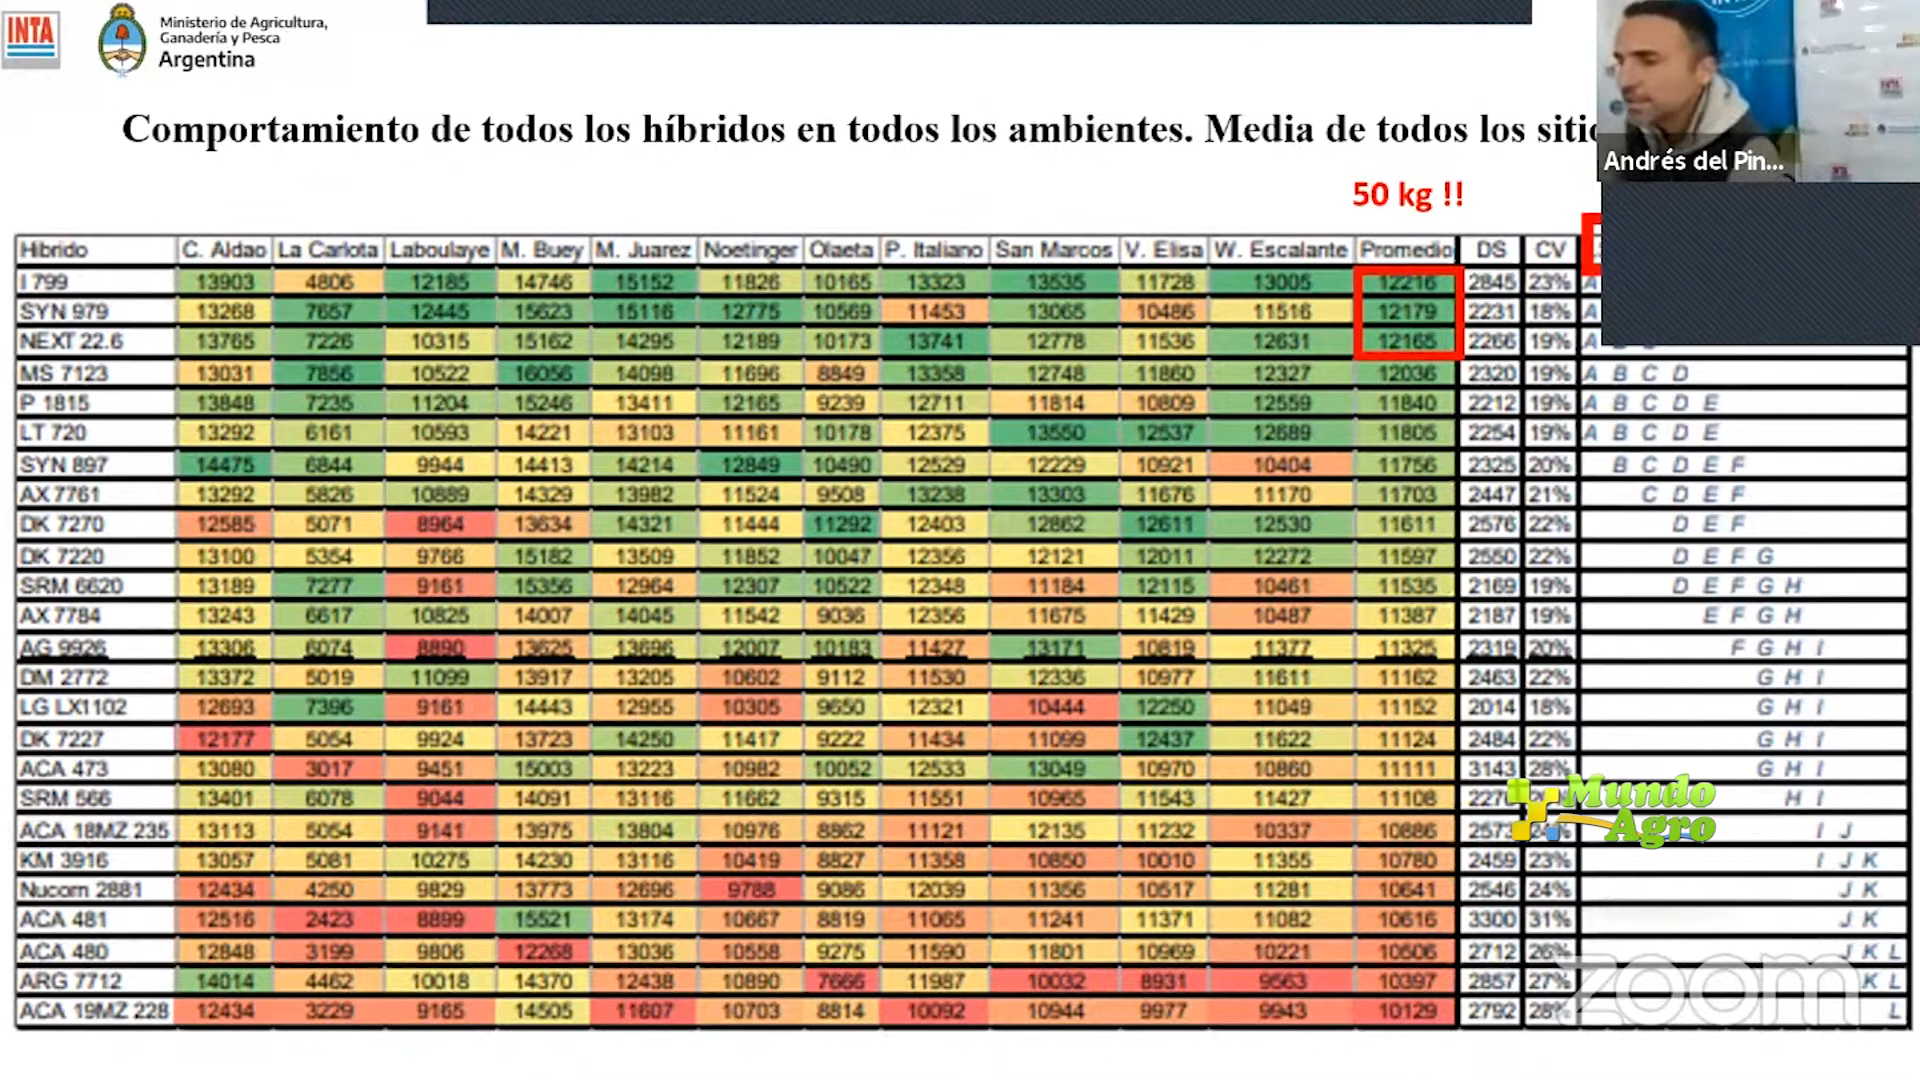 INTA
Ministerio de Agricultura,
Ganadería y Pesca
Argentina
Comportamiento de todos los híbridos en todos los ambientes. Media de todos los
Andrés del Pin...
50 kg !!
Híbrido C. Aldao La Carlota Laboulaye M. Buey M. Juarez Noetinger Olaeta P. Italiano San Marcos V. Elisa W. Escalante Promedio DS CV
I 799 13903 4806 12185 14746 15152 11826 10165 13323 13535 11728 13005 12216 2845 23% A
SYN 979 13268 7657 12445 15623 15116 12775 10569 11453 13065 10486 11516 12179 2231 18% A
NEXT 22.6 13765 7226 10315 15162 14295 12189 10173 13741 12778 11536 12631 12165 2266 19% A
MS 7123 13031 7856 10522 16056 14098 11696 8849 13358 12748 11860 12327 12036 2320 19% A B C D
P 1815 13848 7235 11204 15246 13411 12165 9239 12711 11814 10809 12559 11840 2212 19% A B C D E
LT 720 13292 6161 10593 14221 13103 11161 10178 12375 13550 12537 12689 11805 2254 19% A B C D E
SYN 897 14475 6844 9944 14413 14214 12849 10490 12529 12229 10921 10404 11756 2325 20% B C D E F
AX 7761 13292 5826 10889 14329 13982 11524 9508 13238 13303 11676 11170 11703 2447 21% C D E F
DK 7270 12585 5071 8964 13634 14321 11444 11292 12403 12862 12611 12530 11611 2576 22% D E F
DK 7220 13100 5354 9766 15182 13509 11852 10047 12356 12121 12011 12272 11597 2550 22% D E F G
SRM 6620 13189 7277 9161 15356 12964 12307 10522 12348 11184 12115 10461 11535 2169 19% D E F G H
AX 7784 13243 6617 10825 14007 14045 11542 9036 12356 11675 11429 10487 11387 2187 19% E F G H
AG 9926 13306 6074 8890 13625 13696 12007 10183 11427 13171 10819 11377 11325 2319 20% F G H I
DM 2772 13372 5019 11099 13917 13205 10602 9112 11530 12336 10977 11611 11162 2463 22% G H I
LG LX1102 12693 7396 9161 14443 12955 10305 9650 12321 10444 12250 11049 11152 2014 18% G H I
DK 7227 12177 5054 9924 13723 14250 11417 9222 11434 11099 12437 11622 11124 2484 22% G H I
ACA 473 13080 3017 9451 15003 13223 10982 10052 12533 13049 10970 10860 11111 3143 28% G H I
SRM 566 13401 6078 9044 14091 13116 11662 9315 11551 10965 11543 11427 11108 H I
Mundo
Agro
ACA 18MZ 235 13113 5054 9141 13975 13804 10976 8862 11121 12135 11232 10337 10886 2573 I J
KM 3916 13057 5081 10275 14230 13116 10419 8827 11358 10850 10010 11355 10780 2459 23% I J K
Nucorn 2881 12434 4250 9829 13773 12696 9788 9086 12039 11356 10517 11281 10641 2546 24% J K
ACA 481 12516 2423 8899 15521 13174 10667 8819 11065 11241 11371 11082 10616 3300 31% J K
ACA 480 12848 3199 9806 12268 13036 10558 9275 11590 11801 10969 10221 10506 2712 26% J K L
ARG 7712 14014 4462 10018 14370 12438 10890 7666 11987 10032 8931 9563 10397 2857 27% K L
ACA 19MZ 228 12434 3229 9165 14505 11607 10703 8814 10092 10944 9977 9943 10129 2792 28% L
zoom